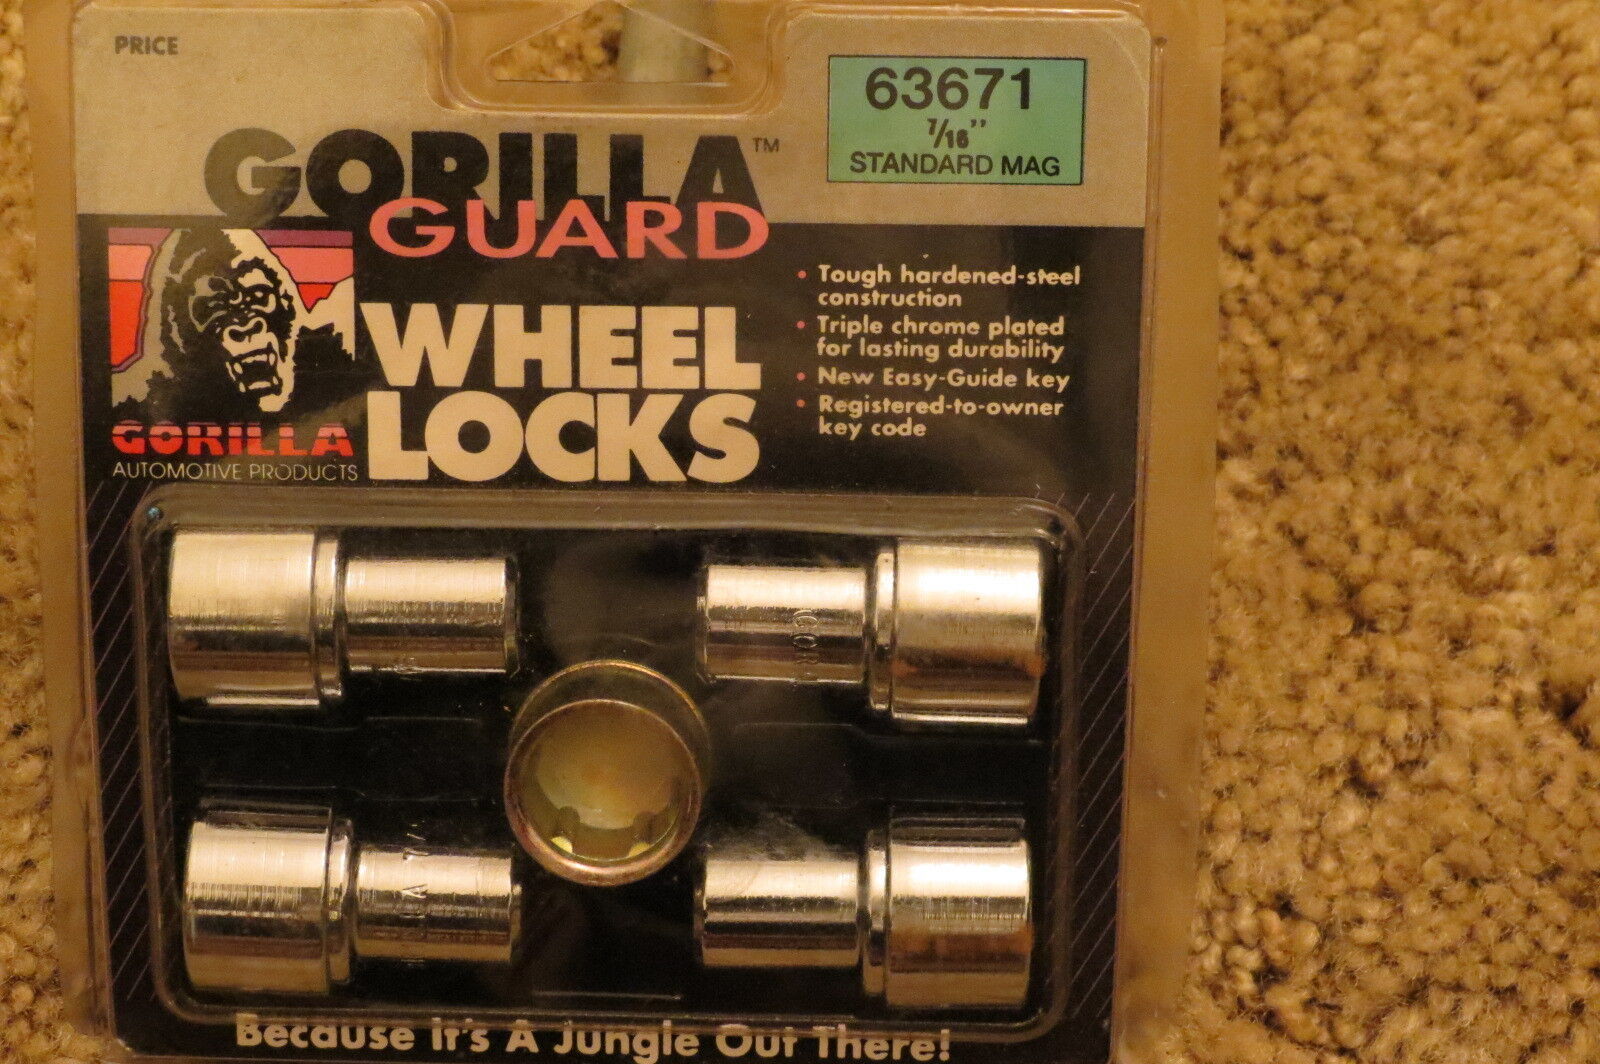 PRICE
63671
7/16"
STANDARD MAG
GORILLA™
GUARD
WHEEL
LOCKS
GORILLA
AUTOMOTIVE PRODUCTS
• Tough hardened-steel
construction
• Triple chrome plated
for lasting durability
• New Easy-Guide key
• Registered-to-owner
key code
Because It's A Jungle Out There!